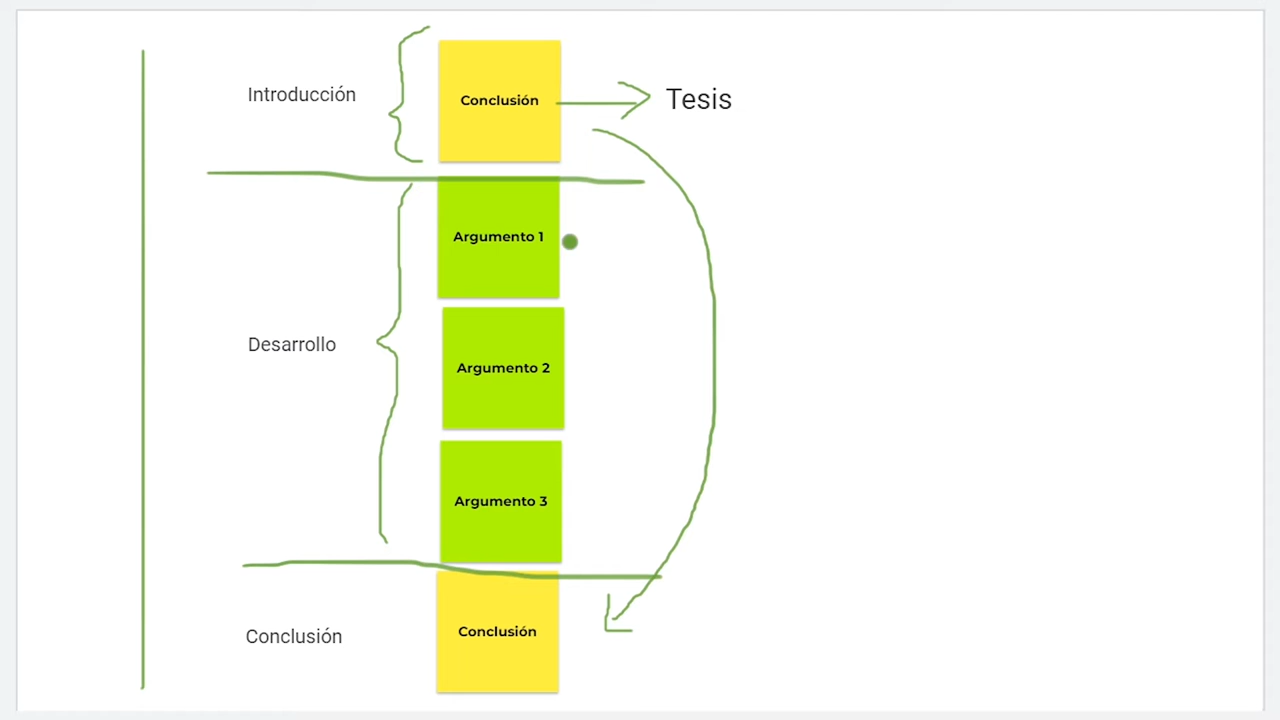 Introducción
Conclusión
Tesis
Argumento 1
Desarrollo
Argumento 2
Argumento 3
Conclusión
Conclusión